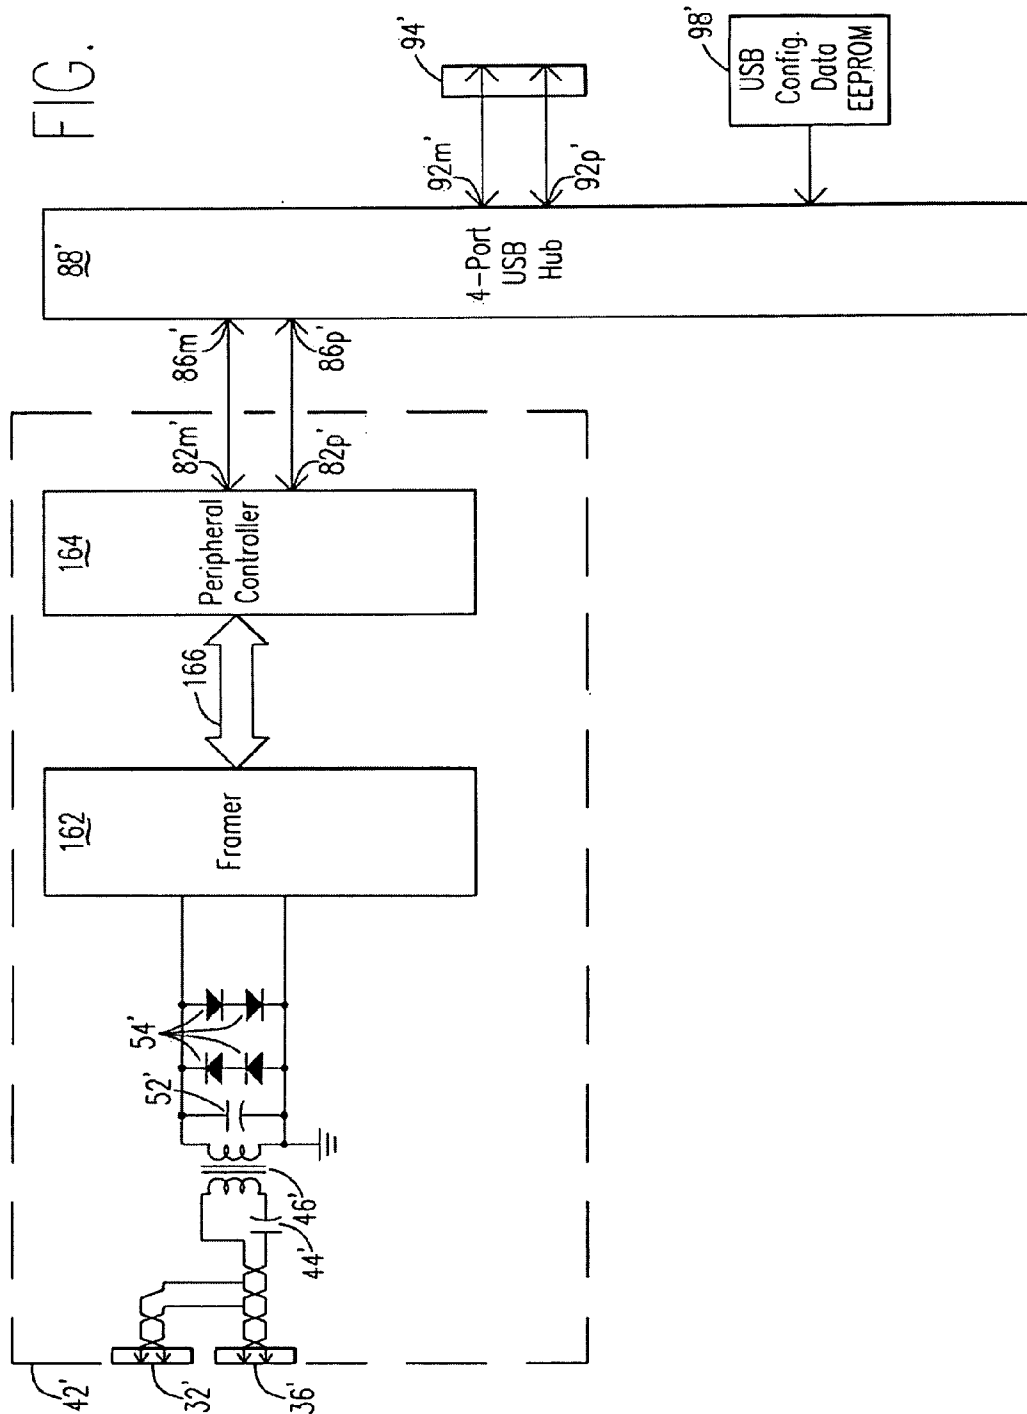 FIG.
42'
32'
36'
44'
46'
52'
54'
162
Framer
166
164
Peripheral
Controller
82m'
82p'
86m'
86p'
88'
4-Port
USB
Hub
92m'
92p'
94'
98'
USB
Config.
Data
EEPROM